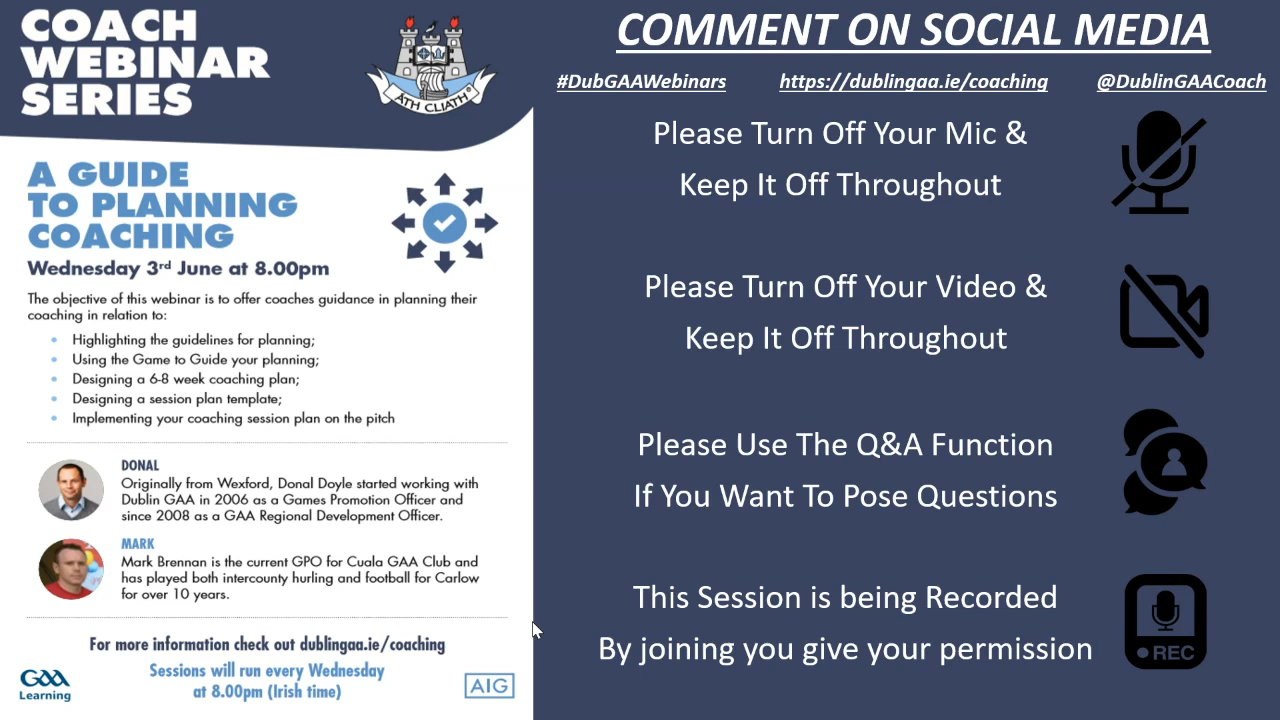 COACH
WEBINAR
SERIES
ÁTH CLIATH
A GUIDE
TO PLANNING
COACHING
Wednesday 3rd June at 8.00pm
The objective of this webinar is to offer coaches guidance in planning their
coaching in relation to:
• Highlighting the guidelines for planning;
• Using the Game to Guide your planning;
• Designing a 6-8 week coaching plan;
• Designing a session plan template;
• Implementing your coaching session plan on the pitch
DONAL
Originally from Wexford, Donal Doyle started working with
Dublin GAA in 2006 as a Games Promotion Officer and
since 2008 as a GAA Regional Development Officer.
MARK
Mark Brennan is the current GPO for Cuala GAA Club and
has played both intercounty hurling and football for Carlow
for over 10 years.
For more information check out dublingaa.ie/coaching
Sessions will run every Wednesday
at 8.00pm (Irish time)
GAA
Learning
AIG
COMMENT ON SOCIAL MEDIA
#DubGAAWebinars https://dublingaa.ie/coaching @DublinGAACoach
Please Turn Off Your Mic &
Keep It Off Throughout
Please Turn Off Your Video &
Keep It Off Throughout
Please Use The Q&A Function
If You Want To Pose Questions
This Session is being Recorded
By joining you give your permission
REC